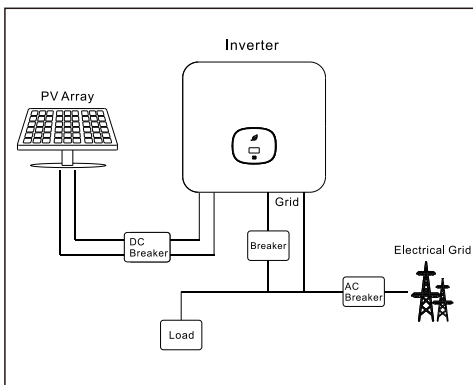 Inverter
PV Array
Grid
DC
Breaker
Breaker
Electrical Grid
AC
Breaker
Load